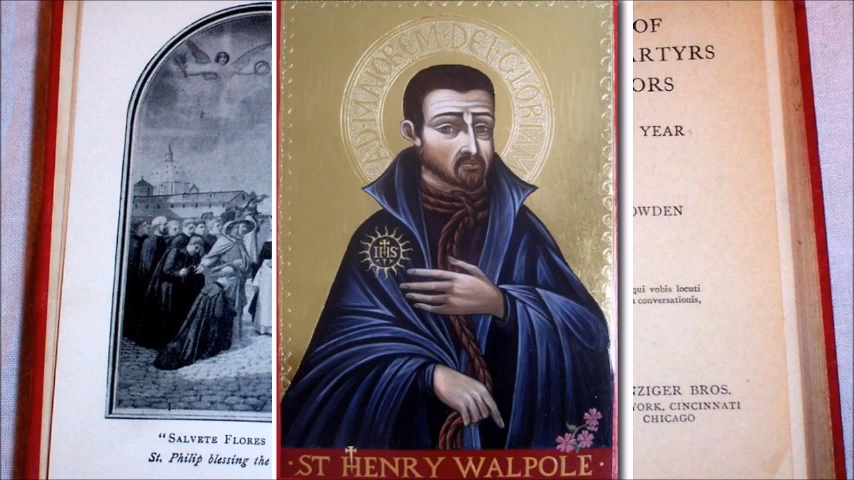 "SALVETE FLORES
St. Philip blessing the
AD·MAIOREM·DEI·GLORIAM
IHS
·ST HENRY WALPOLE·
OF
ARTYRS
ORS
YEAR
OWDEN
qui vobis locuti
conversationis,
NZIGER BROS.
YORK, CINCINNATI
CHICAGO